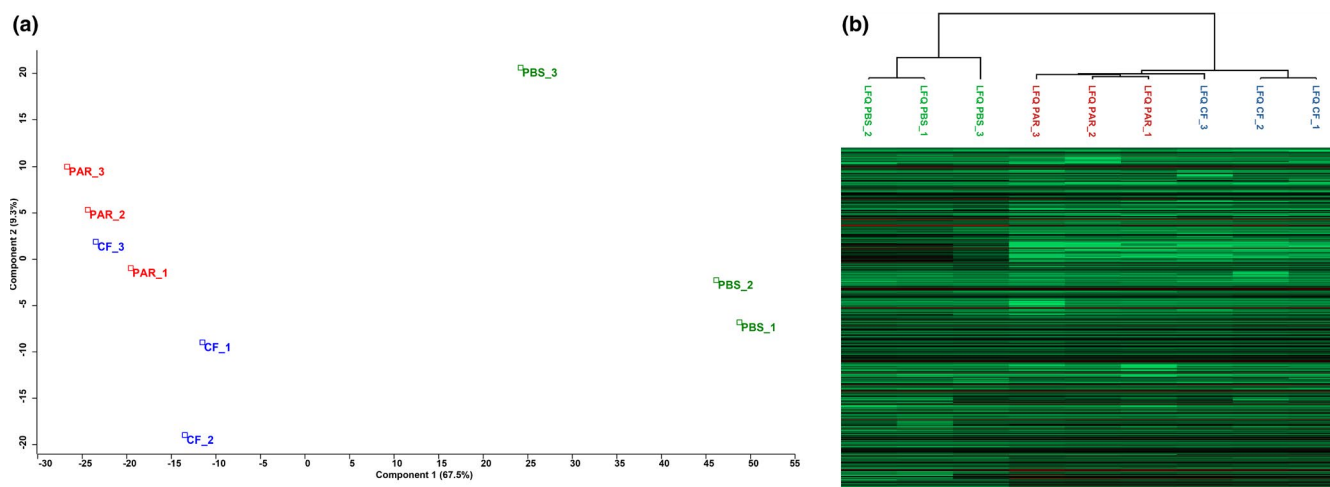 (a)
20
15
10
5
0
-5
-10
-15
-20
Component 2 (9.3%)
PBS_3
PAR_3
PAR_2
CF_3
PAR_1
PBS_2
PBS_1
CF_1
CF_2
-30 -25 -20 -15 -10 -5 0 5 10 15 20 25 30 35 40 46 50 55
Component 1 (67.5%)
(b)
LFQ PBS_2
LFQ PBS_1
LFQ PBS_3
LFQ PAR_3
LFQ PAR_2
LFQ PAR_1
LFQ CF_3
LFQ CF_2
LFQ CF_1